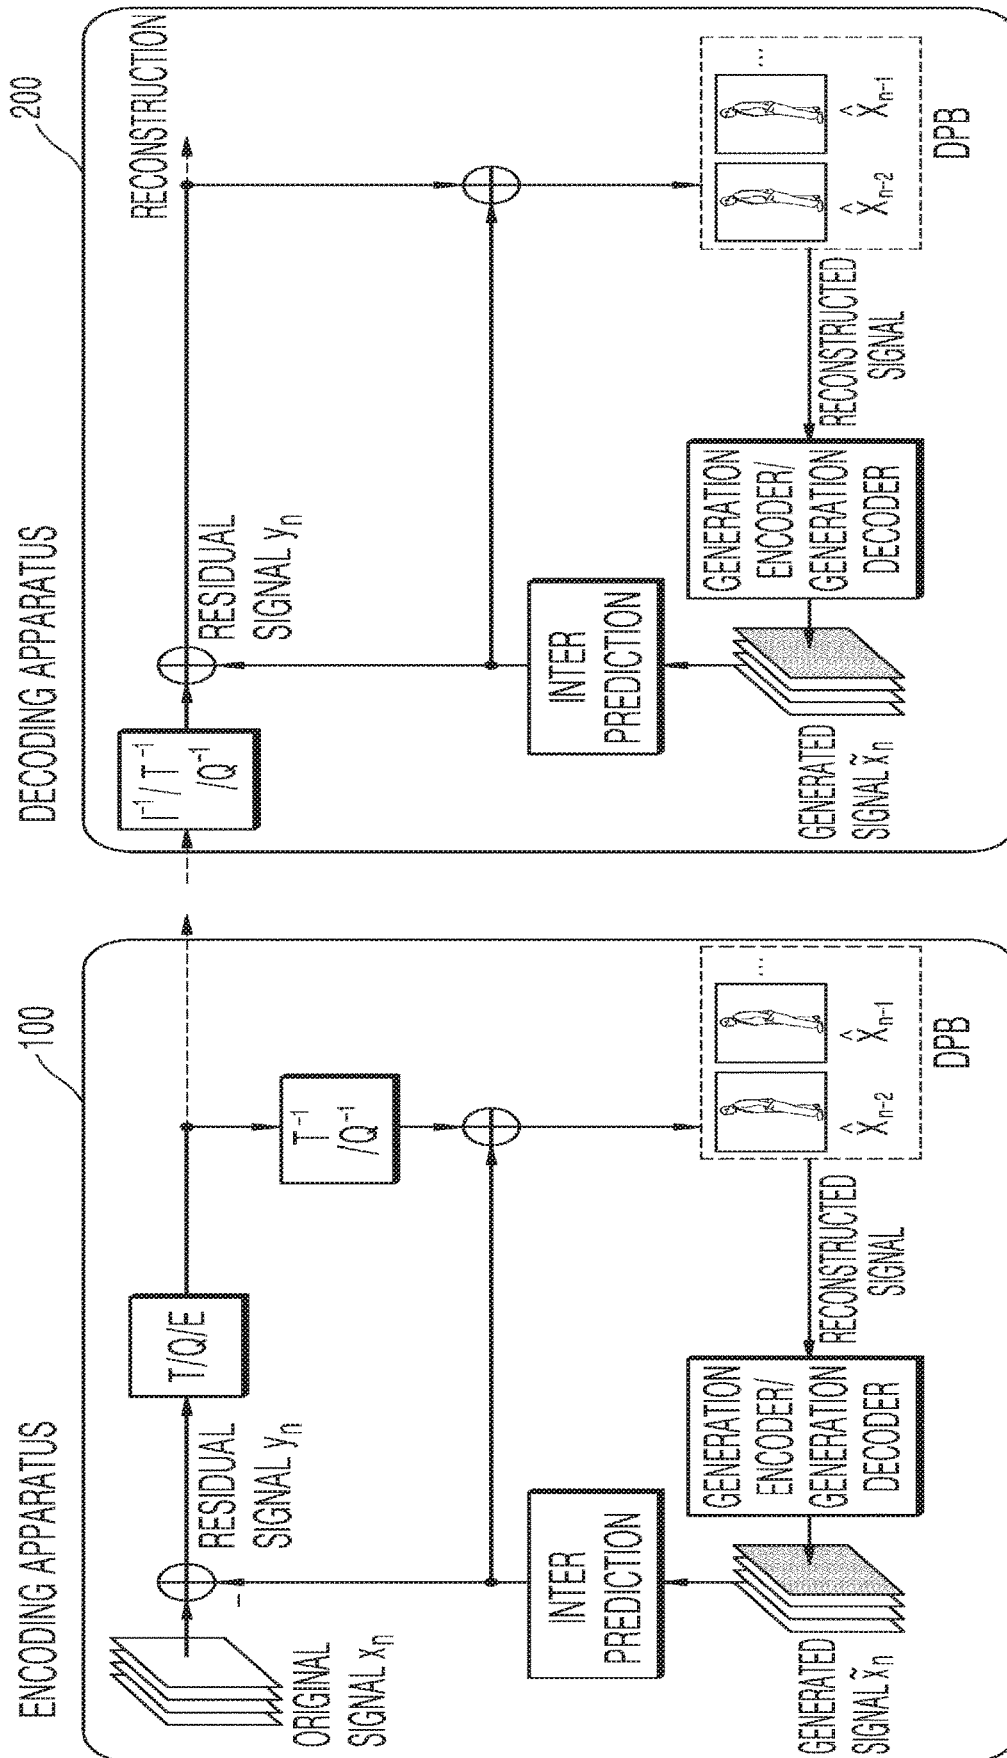 ENCODING APPARATUS
100
ORIGINAL
SIGNAL Xn
-
RESIDUAL
SIGNAL yn
T/Q/E
T⁻¹
/Q⁻¹
INTER
PREDICTION
GENERATED
SIGNAL X̃n
GENERATION
ENCODER/
GENERATION
DECODER
RECONSTRUCTED
SIGNAL
X̂n-2
X̂n-1
...
DPB
DECODING APPARATUS
200
I⁻¹/T⁻¹
/Q⁻¹
RESIDUAL
SIGNAL yn
RECONSTRUCTION
INTER
PREDICTION
GENERATED
SIGNAL X̃n
GENERATION
ENCODER/
GENERATION
DECODER
RECONSTRUCTED
SIGNAL
X̂n-2
X̂n-1
...
DPB